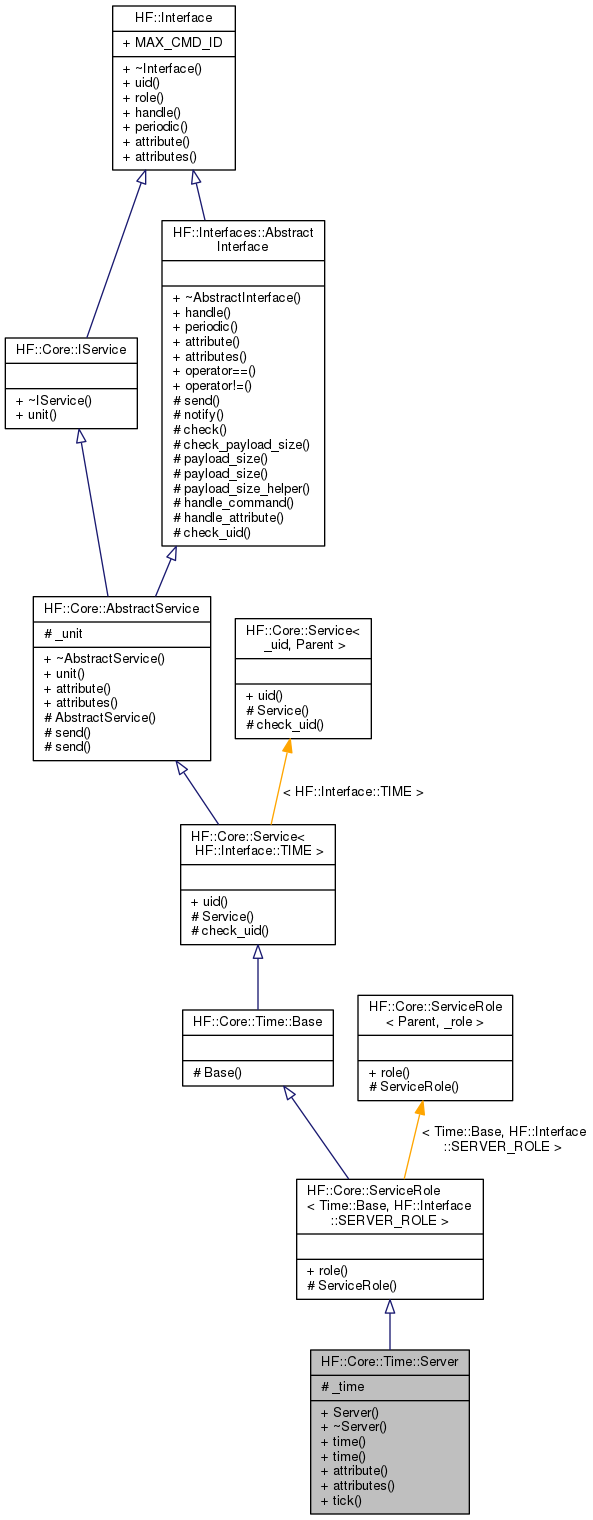 HF::Interface
+ MAX_CMD_ID
+ ~Interface()
+ uid()
+ role()
+ handle()
+ periodic()
+ attribute()
+ attributes()
HF::Interfaces::Abstract
Interface
+ ~AbstractInterface()
+ handle()
+ periodic()
+ attribute()
+ attributes()
+ operator==()
+ operator!=()
# send()
# notify()
# check()
# check_payload_size()
# payload_size()
# payload_size()
# payload_size_helper()
# handle_command()
# handle_attribute()
# check_uid()
HF::Core::IService
+ ~IService()
+ unit()
HF::Core::AbstractService
# _unit
+ ~AbstractService()
+ unit()
+ attribute()
+ attributes()
# AbstractService()
# send()
# send()
HF::Core::Service<
_uid, Parent >
+ uid()
# Service()
# check_uid()
< HF::Interface::TIME >
HF::Core::Service<
HF::Interface::TIME >
+ uid()
# Service()
# check_uid()
HF::Core::Time::Base
# Base()
HF::Core::ServiceRole
< Parent, _role >
+ role()
# ServiceRole()
< Time::Base, HF::Interface
::SERVER_ROLE >
HF::Core::ServiceRole
< Time::Base, HF::Interface
::SERVER_ROLE >
+ role()
# ServiceRole()
HF::Core::Time::Server
# _time
+ Server()
+ ~Server()
+ time()
+ time()
+ attribute()
+ attributes()
+ tick()